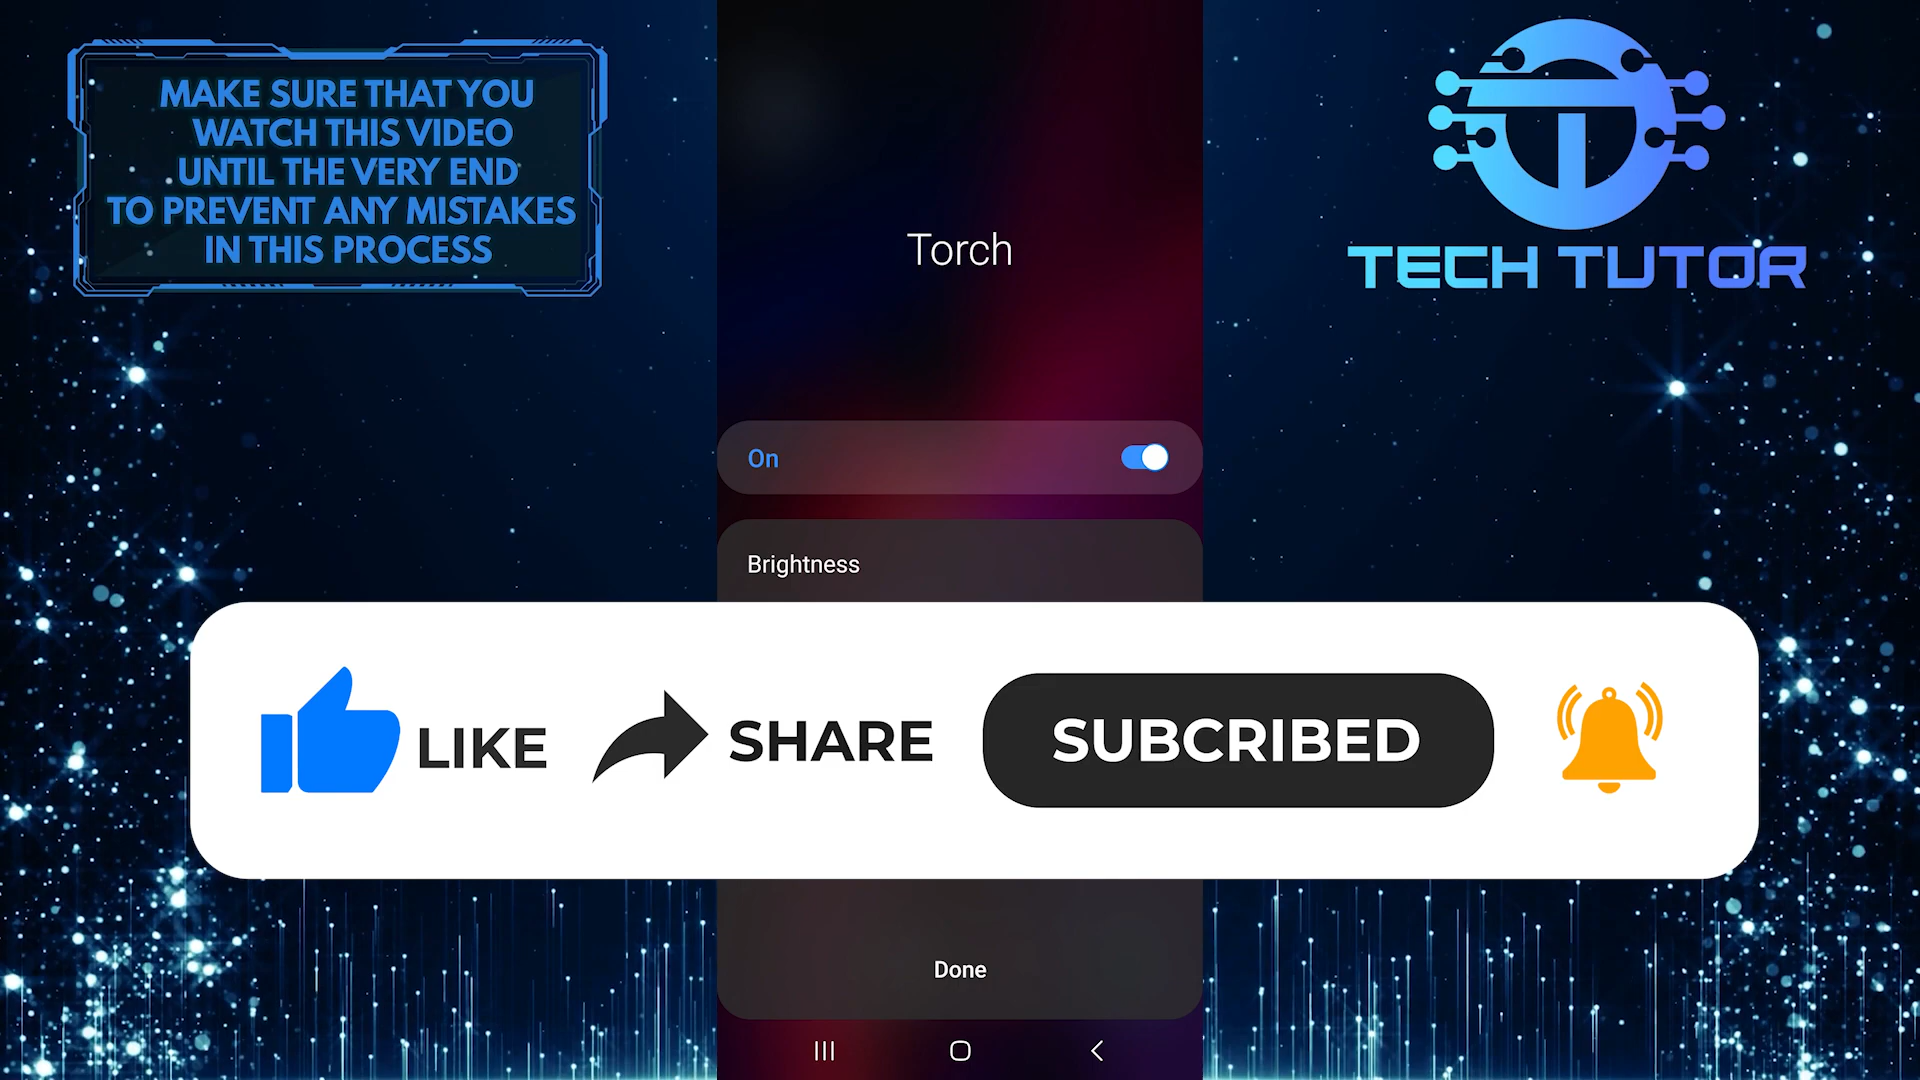 MAKE SURE THAT YOU
WATCH THIS VIDEO
UNTIL THE VERY END
TO PREVENT ANY MISTAKES
IN THIS PROCESS
TECH TUTOR
Torch
On
Brightness
LIKE
SHARE
SUBCRIBED
Done